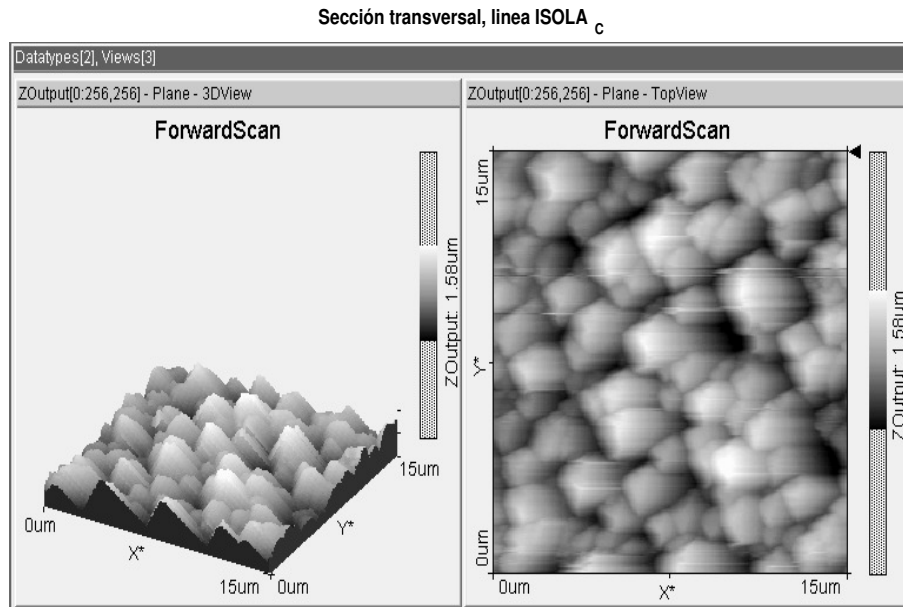 Sección transversal, linea ISOLA C
Datatypes[2], Views[3]
ZOutput[0:256,256] - Plane - 3DView
ForwardScan
ZOutput: 1.58um
0um
X*
15um
0um
Y*
15um
ZOutput[0:256,256] - Plane - TopView
ForwardScan
15um
Y*
0um
0um
X*
15um
ZOutput: 1.58um